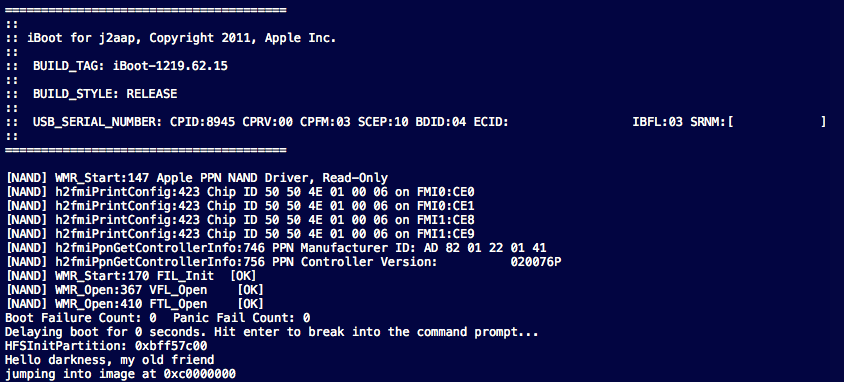 =======================================
::
:: iBoot for j2aap, Copyright 2011, Apple Inc.
::
::  BUILD_TAG: iBoot-1219.62.15
::
::  BUILD_STYLE: RELEASE
::
::  USB_SERIAL_NUMBER: CPID:8945 CPRV:00 CPFM:03 SCEP:10 BDID:04 ECID:                 IBFL:03 SRNM:[            ]
::
=======================================
[NAND] WMR_Start:147 Apple PPN NAND Driver, Read-Only
[NAND] h2fmiPrintConfig:423 Chip ID 50 50 4E 01 00 06 on FMI0:CE0
[NAND] h2fmiPrintConfig:423 Chip ID 50 50 4E 01 00 06 on FMI0:CE1
[NAND] h2fmiPrintConfig:423 Chip ID 50 50 4E 01 00 06 on FMI1:CE8
[NAND] h2fmiPrintConfig:423 Chip ID 50 50 4E 01 00 06 on FMI1:CE9
[NAND] h2fmiPpnGetControllerInfo:746 PPN Manufacturer ID: AD 82 01 22 01 41
[NAND] h2fmiPpnGetControllerInfo:756 PPN Controller Version:          020076P
[NAND] WMR_Start:170 FIL_Init  [OK]
[NAND] WMR_Open:367 VFL_Open    [OK]
[NAND] WMR_Open:410 FTL_Open    [OK]
Boot Failure Count: 0  Panic Fail Count: 0
Delaying boot for 0 seconds. Hit enter to break into the command prompt...
HFSInitPartition: 0xbff57c00
Hello darkness, my old friend
jumping into image at 0xc0000000